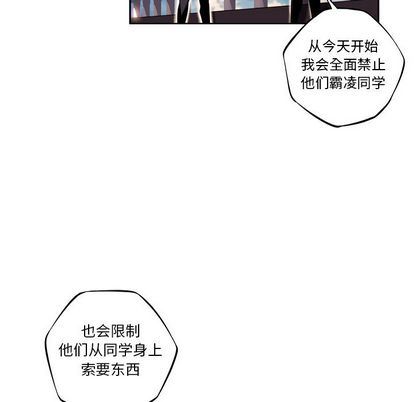 从今天开始
我会全面禁止
他们霸凌同学
也会限制
他们从同学身上
索要东西